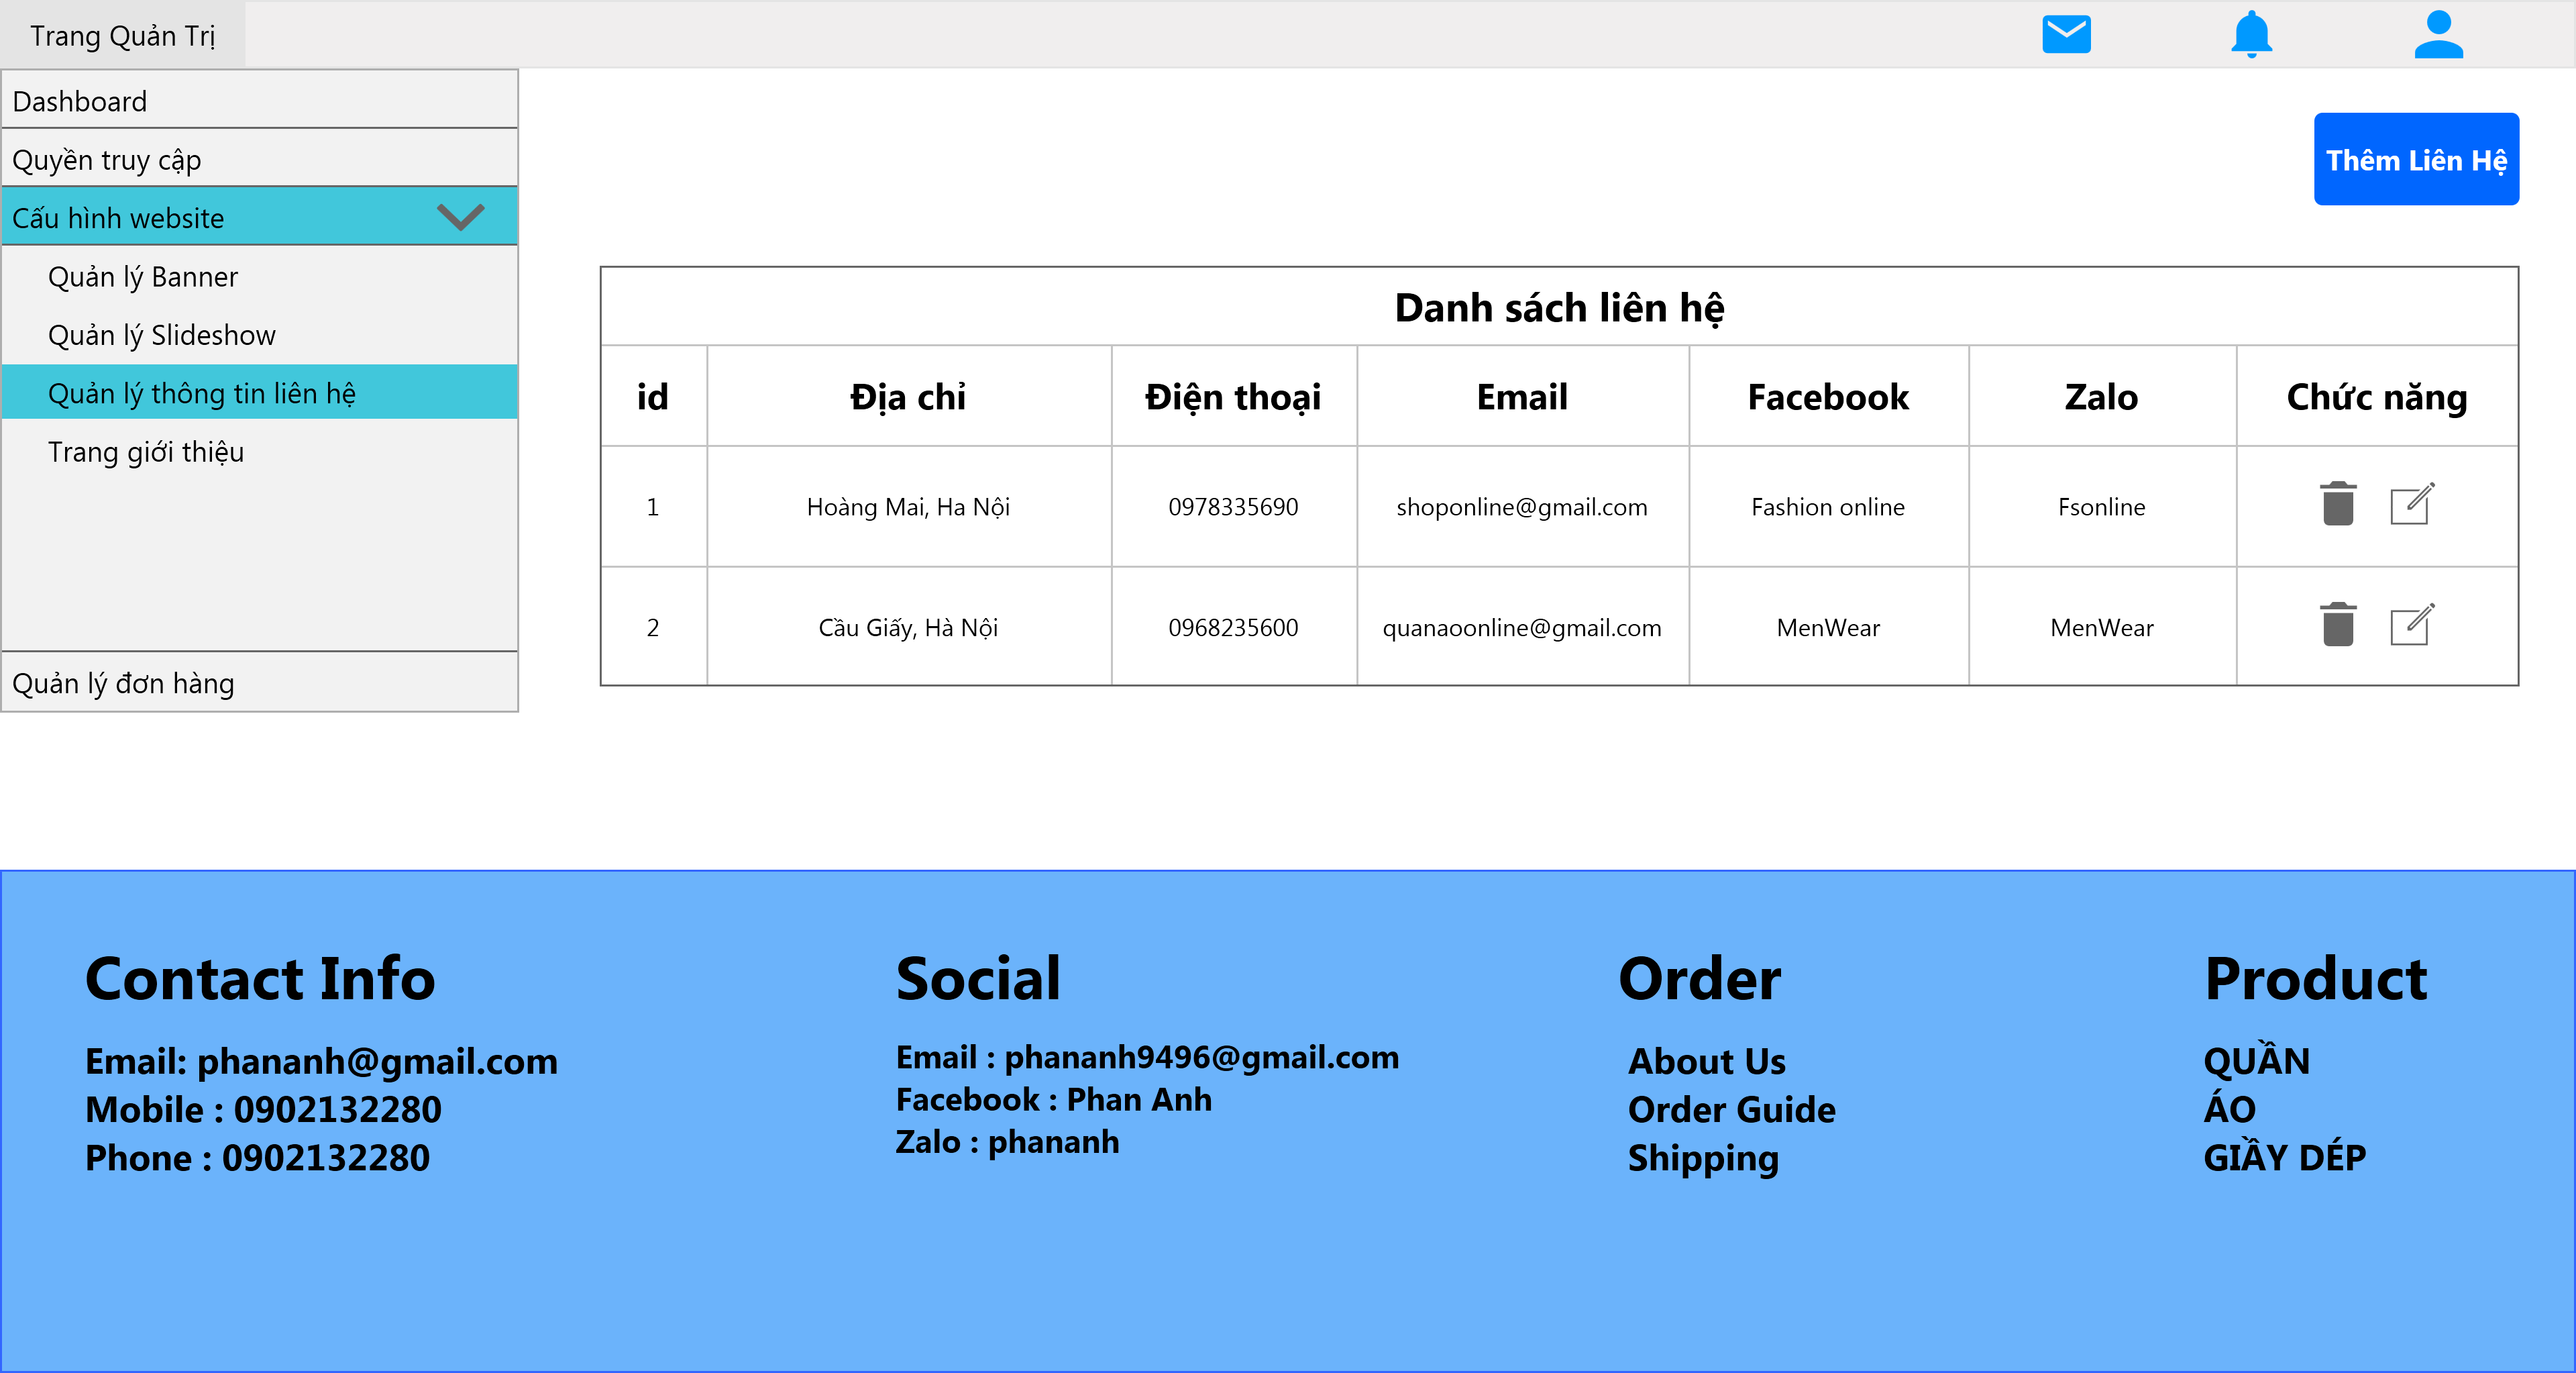 Trang Quản Trị
Dashboard
Quyền truy cập
Cấu hình website
Quản lý Banner
Quản lý Slideshow
Quản lý thông tin liên hệ
Trang giới thiệu
Quản lý đơn hàng
Thêm Liên Hệ
Danh sách liên hệ
id Địa chỉ Điện thoại Email Facebook Zalo Chức năng
1 Hoàng Mai, Ha Nội 0978335690 shoponline@gmail.com Fashion online Fsonline
2 Cầu Giấy, Hà Nội 0968235600 quanaoonline@gmail.com MenWear MenWear
Contact Info
Email: phananh@gmail.com
Mobile : 0902132280
Phone : 0902132280
Social
Email : phananh9496@gmail.com
Facebook : Phan Anh
Zalo : phananh
Order
About Us
Order Guide
Shipping
Product
QUẦN
ÁO
GIẦY DÉP